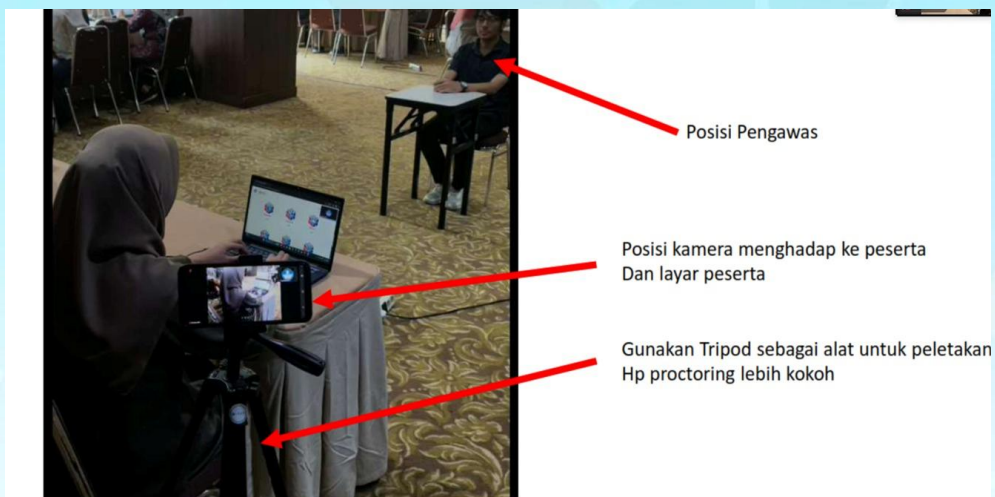 Posisi Pengawas
Posisi kamera menghadap ke peserta
Dan layar peserta
Gunakan Tripod sebagai alat untuk peletakan
Hp proctoring lebih kokoh